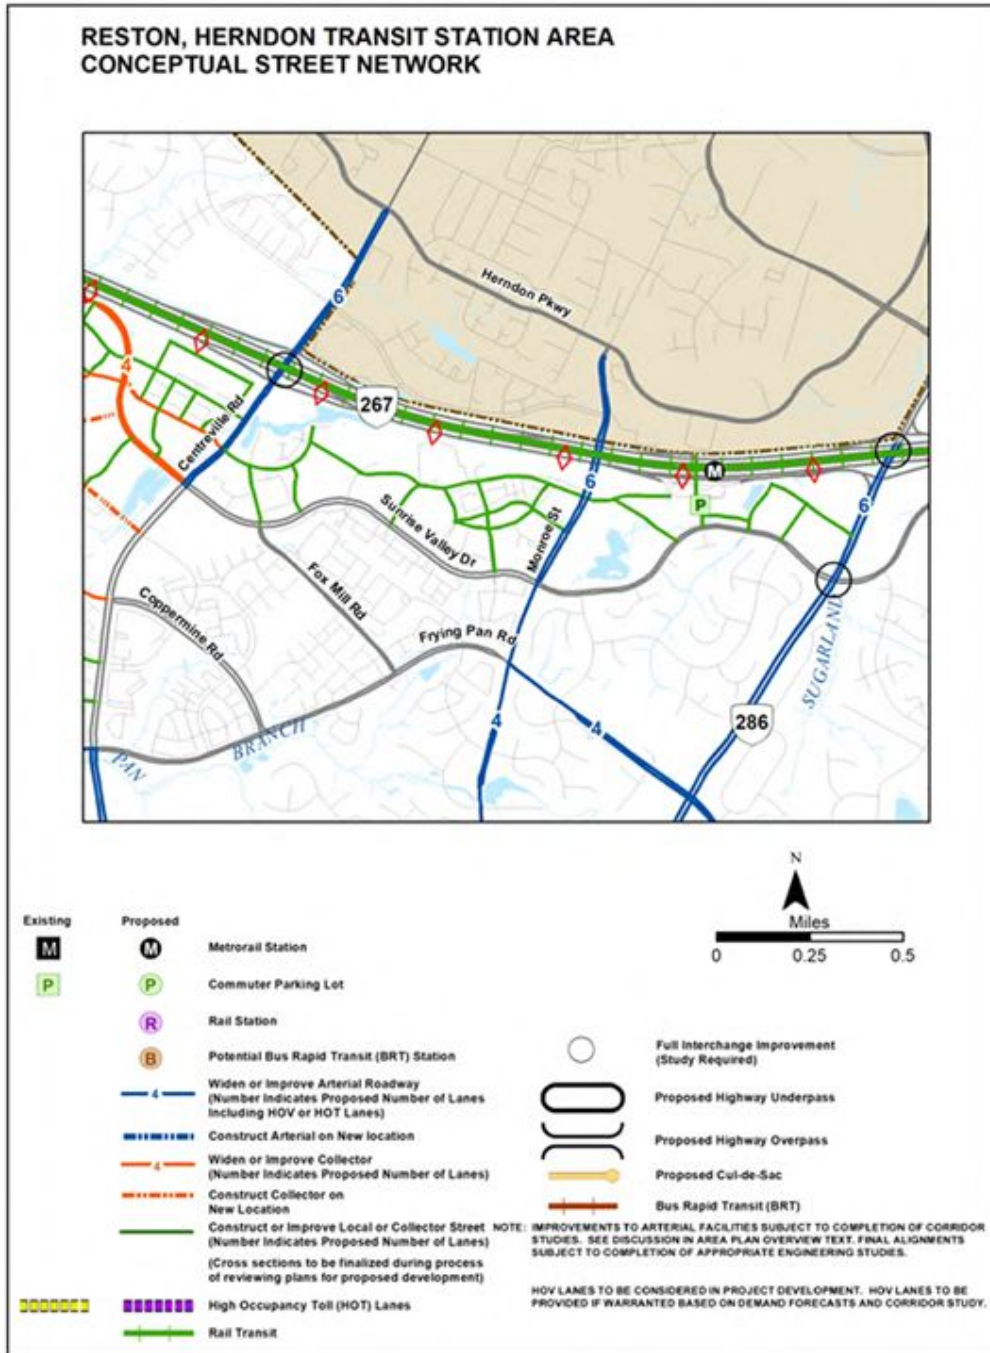 RESTON, HERNDON TRANSIT STATION AREA
CONCEPTUAL STREET NETWORK
Herndon Pkwy
6
4
267
Centreville Rd
M
6
P
6
Sunrise Valley Dr
Monroe St
Fox Mill Rd
Coppermine Rd
Frying Pan Rd
SUGARLAND
4
4
286
PAN
BRANCH
N
Miles
0 0.25 0.5
Existing Proposed
M M Metrorail Station
P P Commuter Parking Lot
R Rail Station
B Potential Bus Rapid Transit (BRT) Station
4 Widen or Improve Arterial Roadway
(Number Indicates Proposed Number of Lanes
Including HOV or HOT Lanes)
Construct Arterial on New location
4 Widen or Improve Collector
(Number Indicates Proposed Number of Lanes)
Construct Collector on
New Location
Construct or Improve Local or Collector Street
(Number Indicates Proposed Number of Lanes)
(Cross sections to be finalized during process
of reviewing plans for proposed development)
High Occupancy Toll (HOT) Lanes
Rail Transit
Full Interchange Improvement
(Study Required)
Proposed Highway Underpass
Proposed Highway Overpass
Proposed Cul-de-Sac
Bus Rapid Transit (BRT)
NOTE: IMPROVEMENTS TO ARTERIAL FACILITIES SUBJECT TO COMPLETION OF CORRIDOR
STUDIES. SEE DISCUSSION IN AREA PLAN OVERVIEW TEXT. FINAL ALIGNMENTS
SUBJECT TO COMPLETION OF APPROPRIATE ENGINEERING STUDIES.
HOV LANES TO BE CONSIDERED IN PROJECT DEVELOPMENT. HOV LANES TO BE
PROVIDED IF WARRANTED BASED ON DEMAND FORECASTS AND CORRIDOR STUDY.